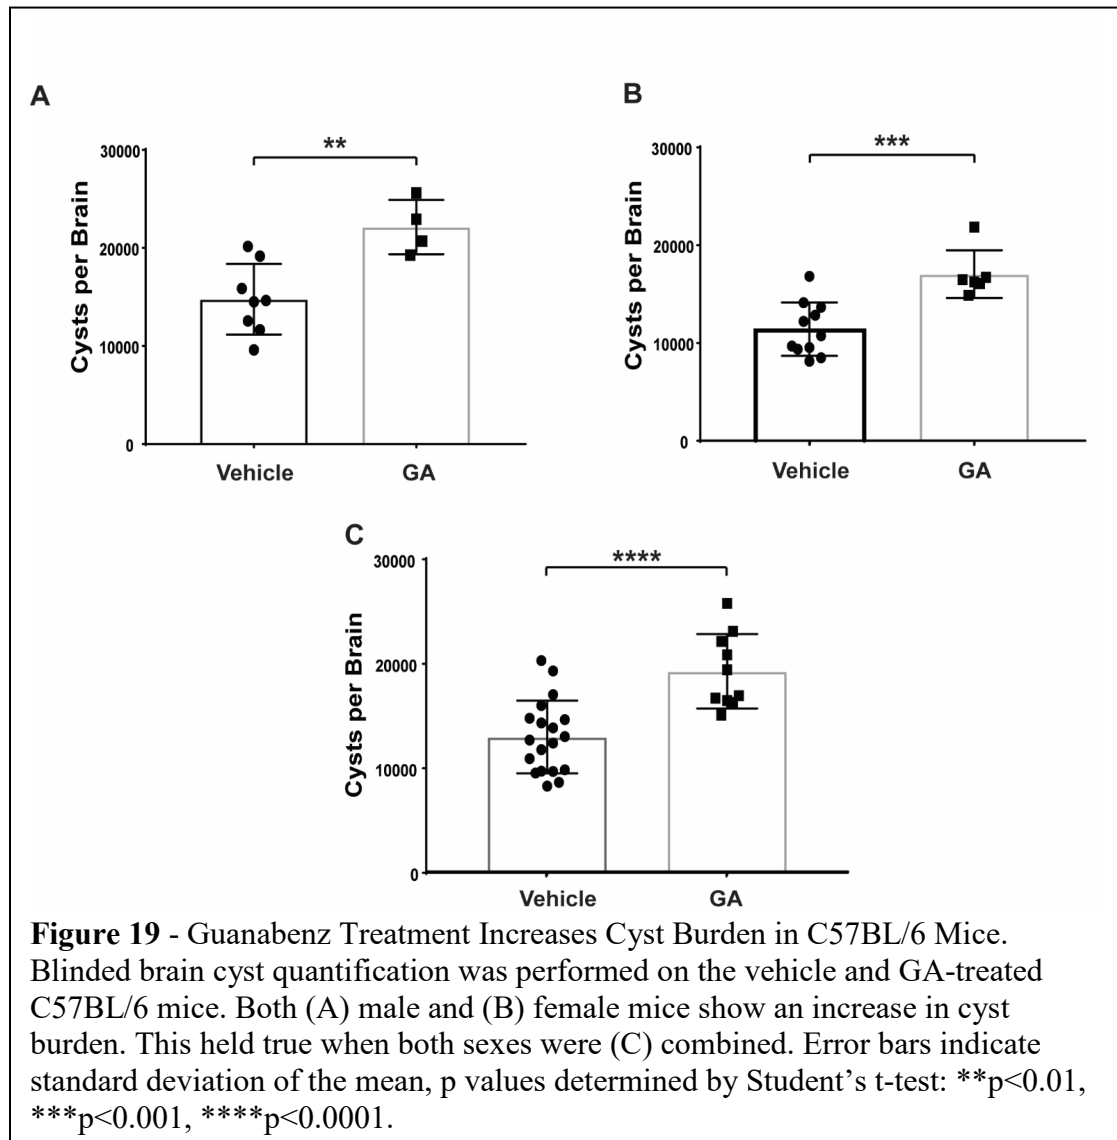 A
**
30000
20000
10000
0
Cysts per Brain
Vehicle
GA
B
***
30000
20000
10000
0
Cysts per Brain
Vehicle
GA
C
****
30000
20000
10000
0
Cysts per Brain
Vehicle
GA
Figure 19 - Guanabenz Treatment Increases Cyst Burden in C57BL/6 Mice.
Blinded brain cyst quantification was performed on the vehicle and GA-treated
C57BL/6 mice. Both (A) male and (B) female mice show an increase in cyst
burden. This held true when both sexes were (C) combined. Error bars indicate
standard deviation of the mean, p values determined by Student’s t-test: **p<0.01,
***p<0.001, ****p<0.0001.